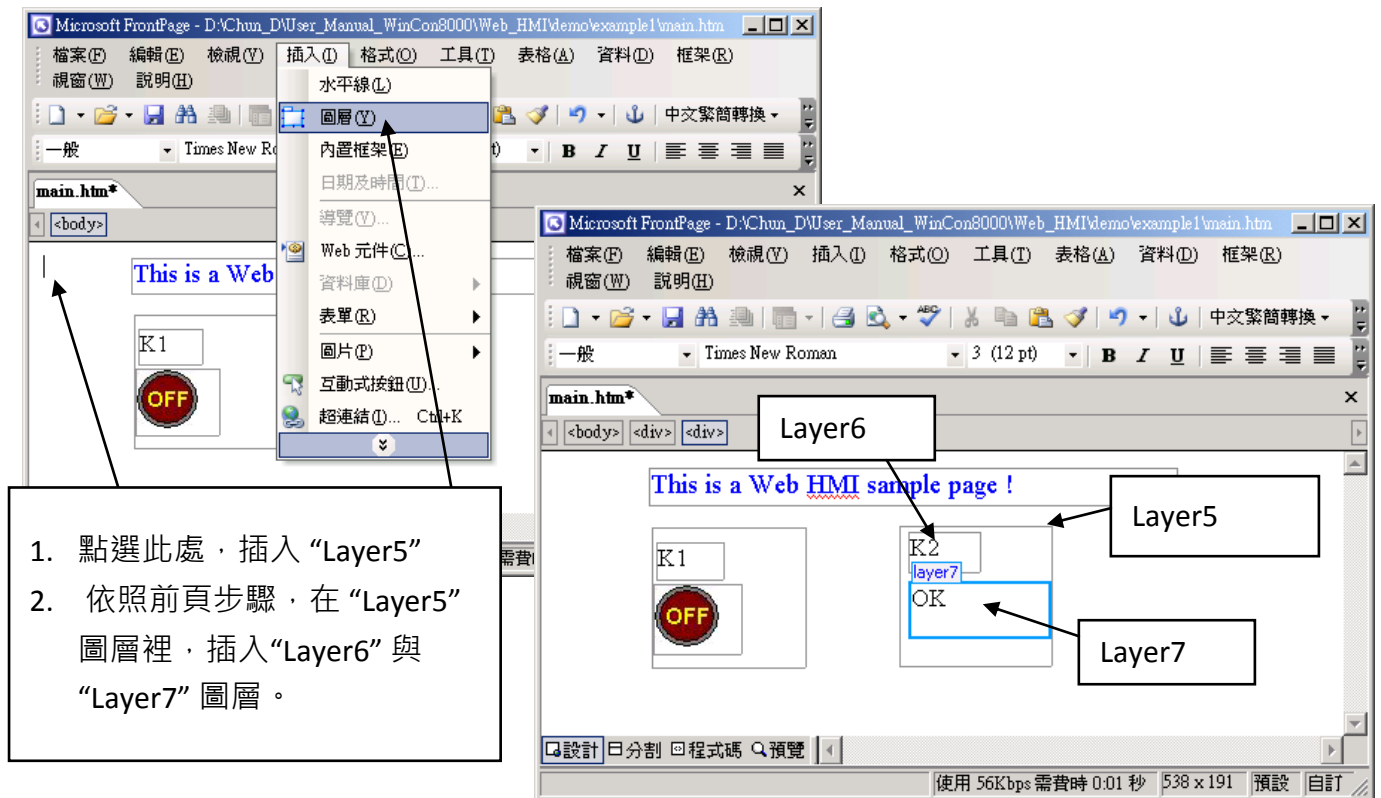 Microsoft FrontPage - D:\Chun_D\User_Manual_WinCon8000\Web_HMI\demo\example1\main.htm
檔案(F) 編輯(E) 檢視(V) 插入(I) 格式(O) 工具(T) 表格(A) 資料(D) 框架(R)
視窗(W) 說明(H)
中文繁簡轉換
一般 Times New Ro t) B I U
main.htm*
<body>
This is a Web
K1
OFF
水平線(L)
圖層(Y)
內置框架(E)
日期及時間(T)...
導覽(V)...
Web 元件(C)...
資料庫(D)
表單(R)
圖片(P)
互動式按鈕(U)...
超連結(I)... Ctrl+K
需費
1. 點選此處，插入 “Layer5”
2. 依照前頁步驟，在 “Layer5”
圖層裡，插入“Layer6” 與
“Layer7” 圖層。
Microsoft FrontPage - D:\Chun_D\User_Manual_WinCon8000\Web_HMI\demo\example1\main.htm
檔案(F) 編輯(E) 檢視(V) 插入(I) 格式(O) 工具(T) 表格(A) 資料(D) 框架(R)
視窗(W) 說明(H)
ABC 中文繁簡轉換
一般 Times New Roman 3 (12 pt) B I U
main.htm*
<body> <div> <div>
Layer6
This is a Web HMI sample page !
Layer5
K1
OFF
K2
layer7
OK
Layer7
設計 分割 程式碼 預覽
使用 56Kbps 需費時 0:01 秒 538 x 191 預設 自訂